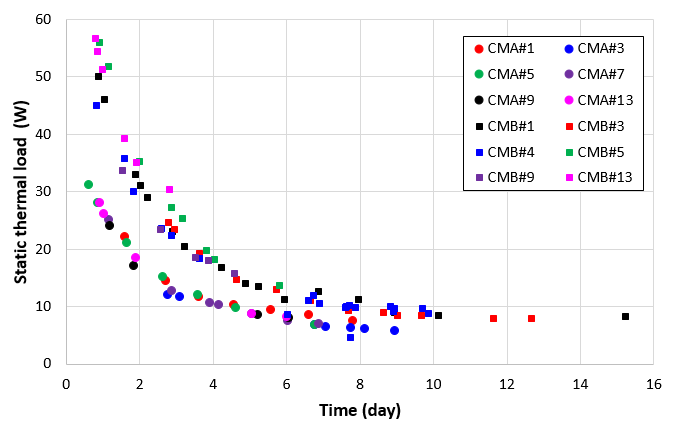 60
50
40
30
20
10
0
Static thermal load (W)
0 2 4 6 8 10 12 14 16
Time (day)
CMA#1 CMA#3
CMA#5 CMA#7
CMA#9 CMA#13
CMB#1 CMB#3
CMB#4 CMB#5
CMB#9 CMB#13